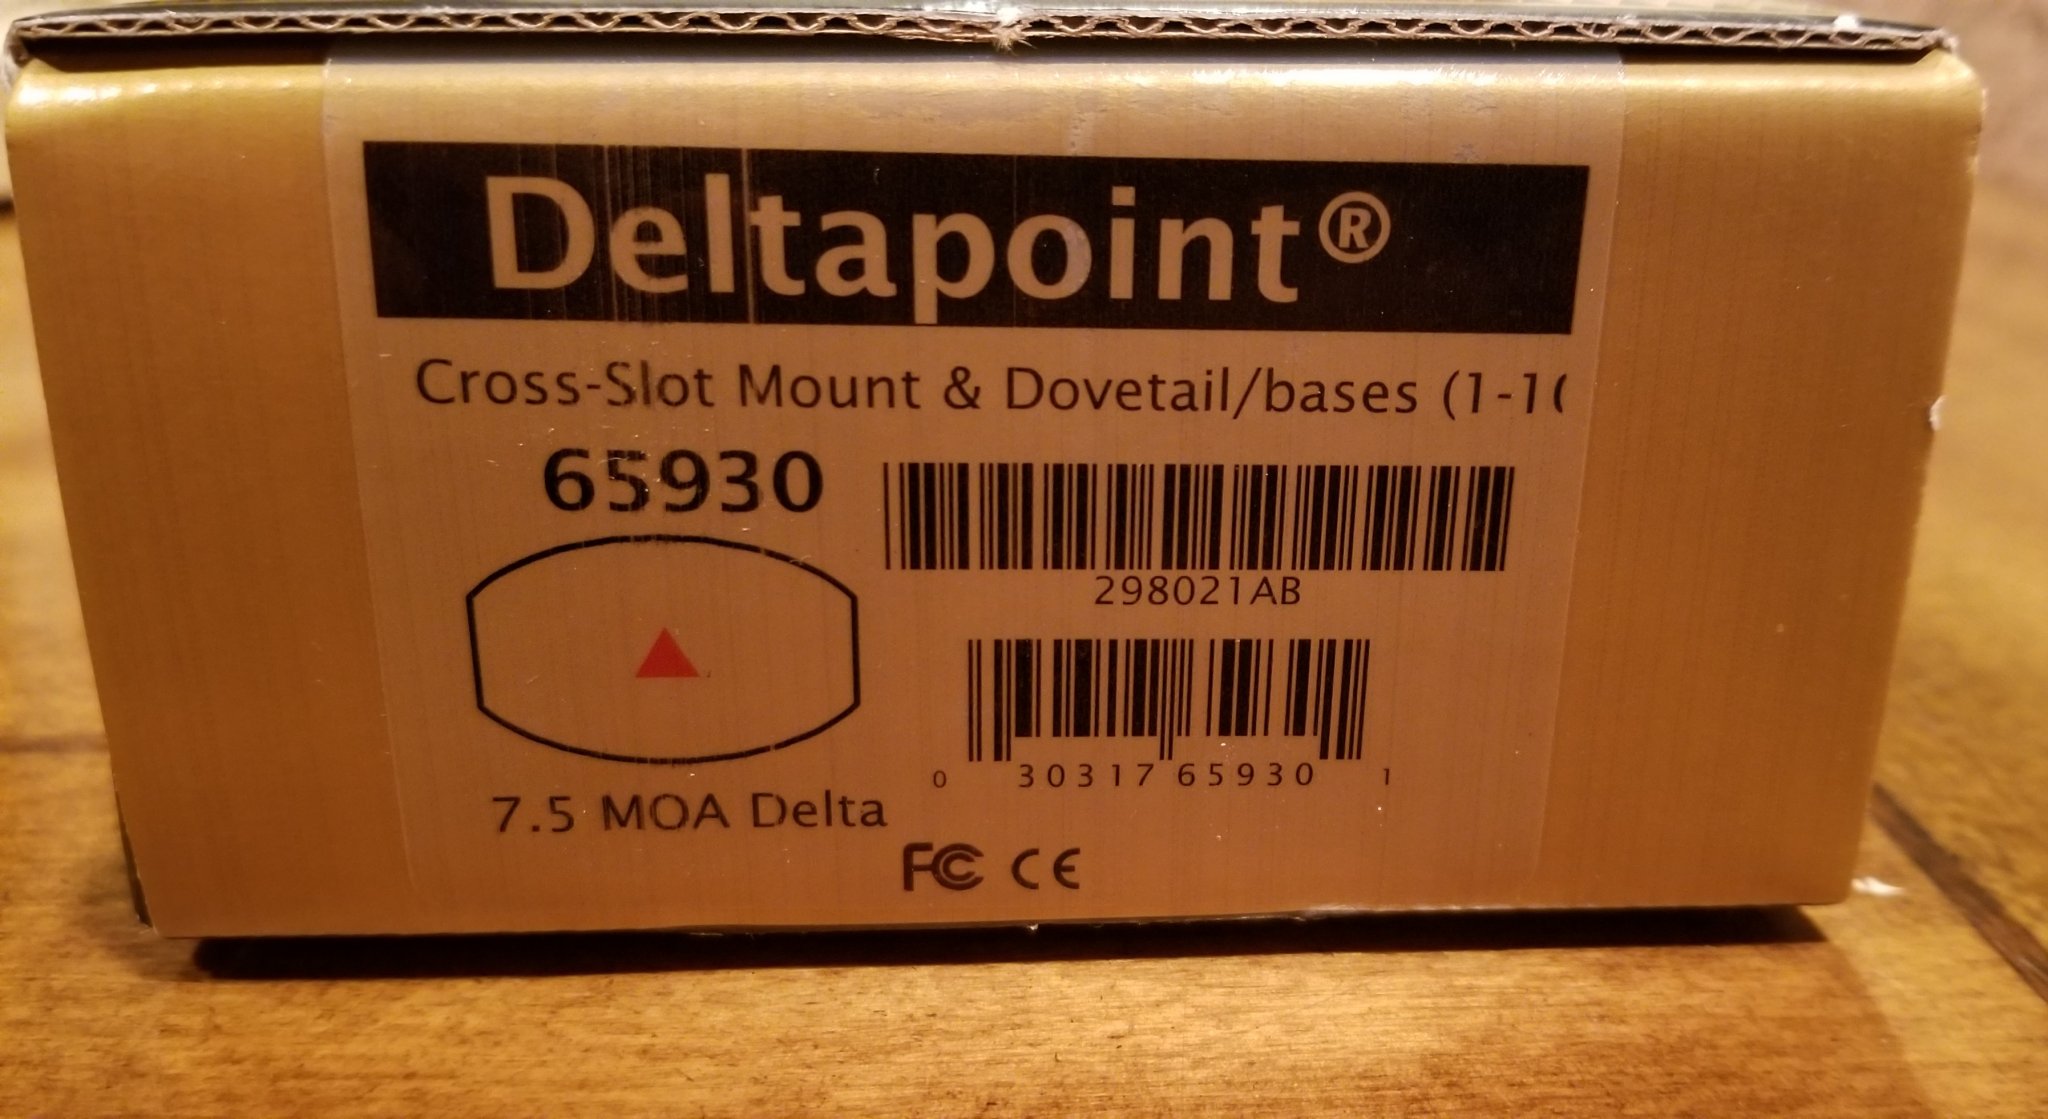 Deltapoint®
Cross-Slot Mount & Dovetail/bases (1-1
65930
298021AB
0 30317 65930 1
7.5 MOA Delta
FC CE